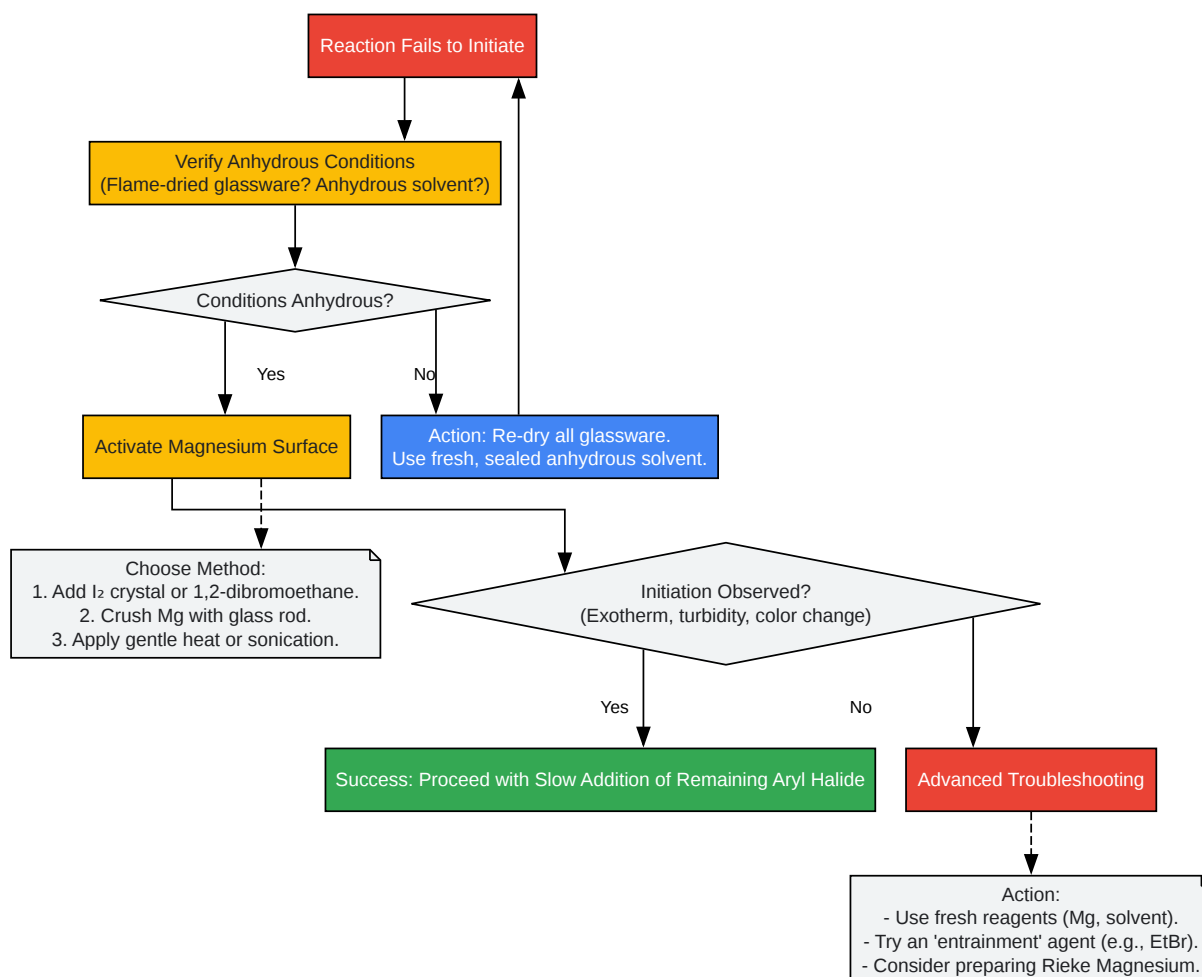 Reaction Fails to Initiate
Verify Anhydrous Conditions
(Flame-dried glassware? Anhydrous solvent?)
Conditions Anhydrous?
Yes
No
Activate Magnesium Surface
Action: Re-dry all glassware.
Use fresh, sealed anhydrous solvent.
Choose Method:
1. Add I₂ crystal or 1,2-dibromoethane.
2. Crush Mg with glass rod.
3. Apply gentle heat or sonication.
Initiation Observed?
(Exotherm, turbidity, color change)
Yes
No
Success: Proceed with Slow Addition of Remaining Aryl Halide
Advanced Troubleshooting
Action:
- Use fresh reagents (Mg, solvent).
- Try an 'entrainment' agent (e.g., EtBr).
- Consider preparing Rieke Magnesium.